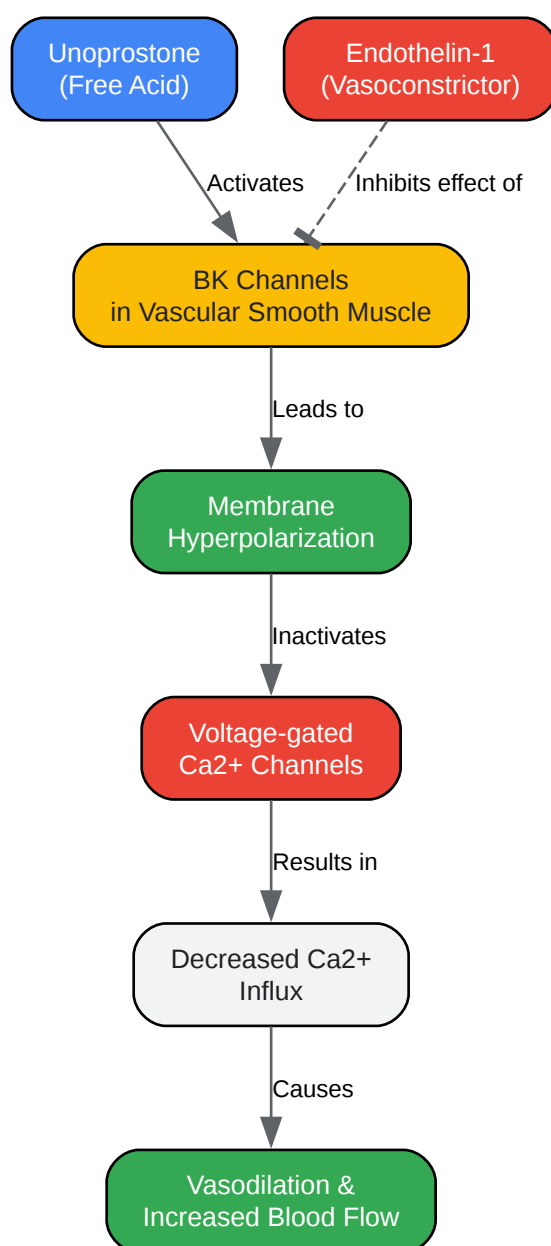 Unoprostone
(Free Acid)
Endothelin-1
(Vasoconstrictor)
Activates
Inhibits effect of
BK Channels
in Vascular Smooth Muscle
Leads to
Membrane
Hyperpolarization
Inactivates
Voltage-gated
Ca2+ Channels
Results in
Decreased Ca2+
Influx
Causes
Vasodilation &
Increased Blood Flow